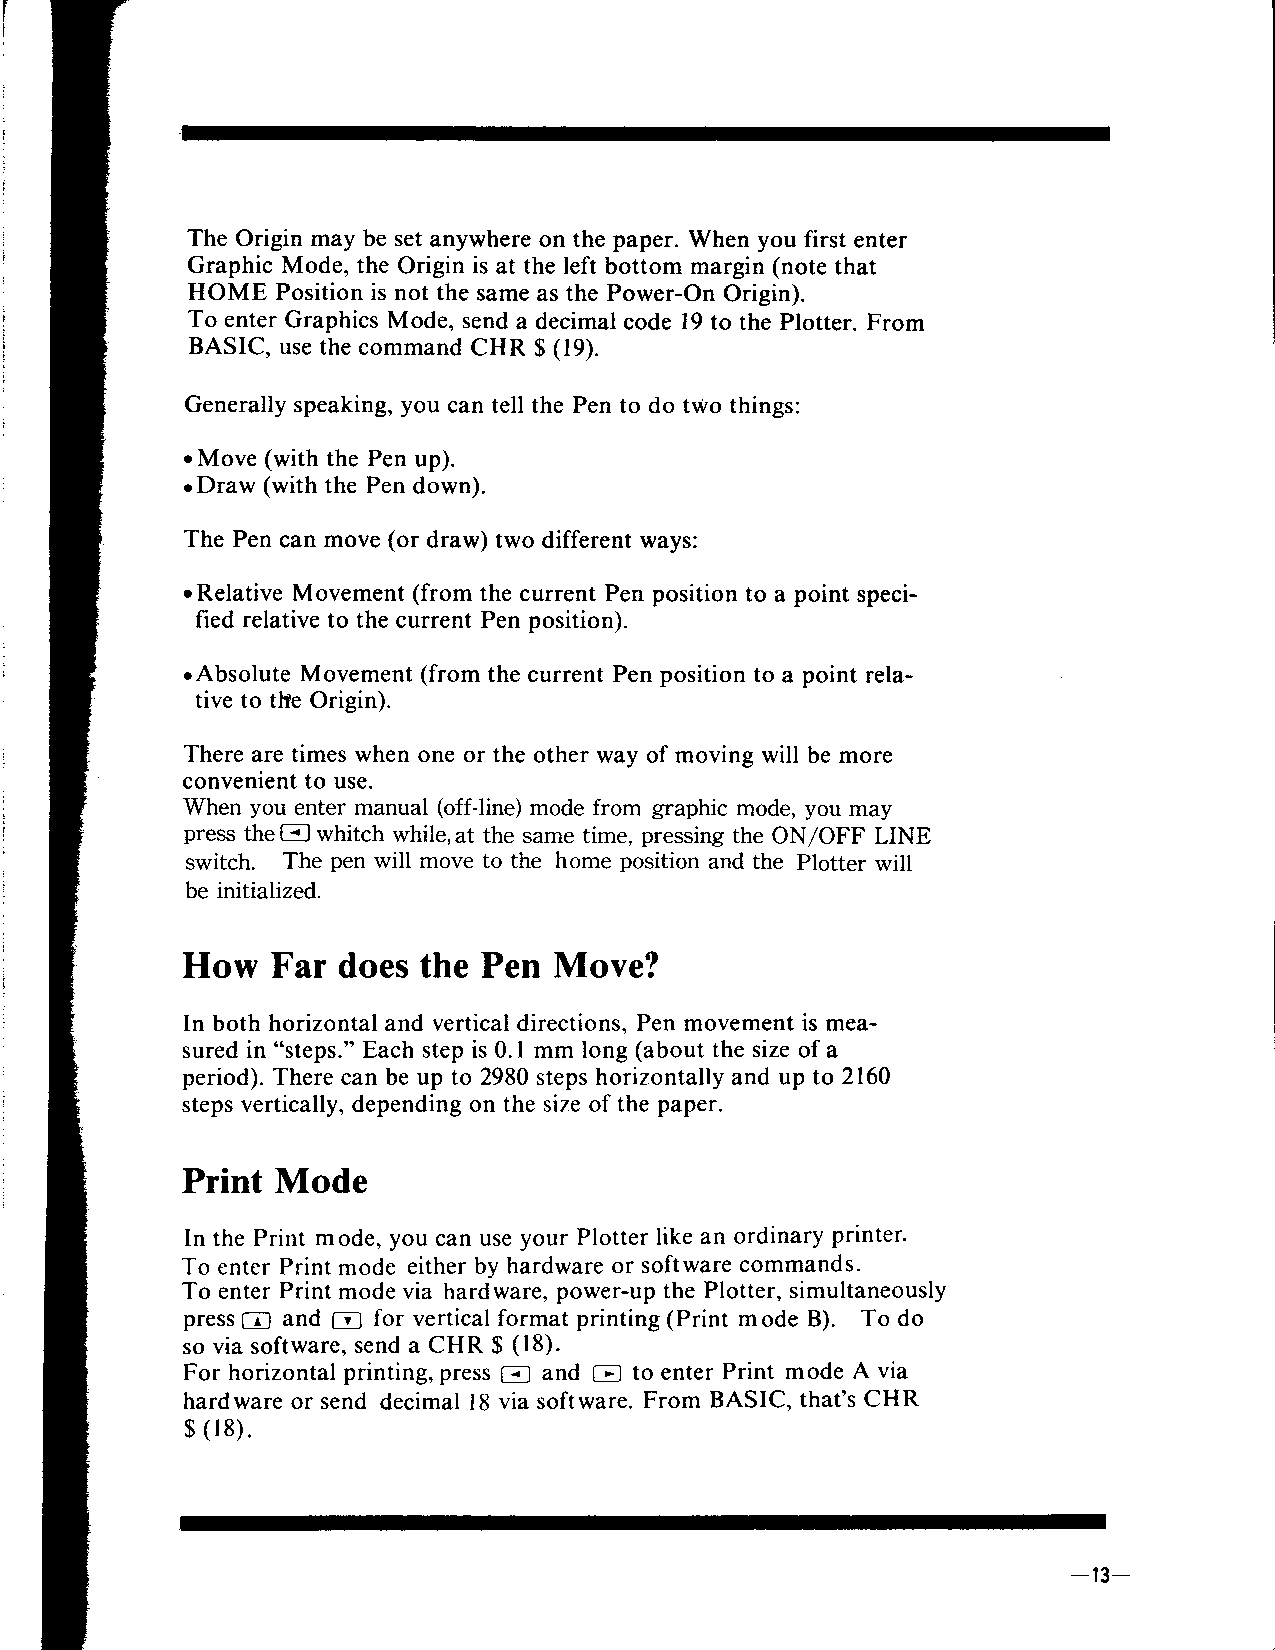 The Origin may be set anywhere on the paper. When you first enter
Graphic Mode, the Origin is at the left bottom margin (note that
HOME Position is not the same as the Power-On Origin).
To enter Graphics Mode, send a decimal code 19 to the Plotter. From
BASIC, use the command CHR $ (19).
Generally speaking, you can tell the Pen to do two things:
• Move (with the Pen up).
• Draw (with the Pen down).
The Pen can move (or draw) two different ways:
• Relative Movement (from the current Pen position to a point speci-
fied relative to the current Pen position).
• Absolute Movement (from the current Pen position to a point rela-
tive to the Origin).
There are times when one or the other way of moving will be more
convenient to use.
When you enter manual (off-line) mode from graphic mode, you may
press the ◄ whitch while, at the same time, pressing the ON/OFF LINE
switch. The pen will move to the home position and the Plotter will
be initialized.
How Far does the Pen Move?
In both horizontal and vertical directions, Pen movement is mea-
sured in “steps.” Each step is 0.1 mm long (about the size of a
period). There can be up to 2980 steps horizontally and up to 2160
steps vertically, depending on the size of the paper.
Print Mode
In the Print mode, you can use your Plotter like an ordinary printer.
To enter Print mode either by hardware or software commands.
To enter Print mode via hardware, power-up the Plotter, simultaneously
press ▲ and ▼ for vertical format printing (Print mode B). To do
so via software, send a CHR $ (18).
For horizontal printing, press ◄ and ► to enter Print mode A via
hardware or send decimal 18 via software. From BASIC, that's CHR
$ (18).
—13—